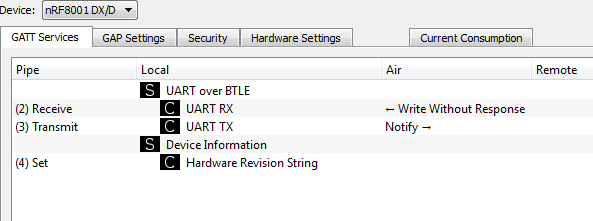 Device: nRF8001 DX/D
GATT Services GAP Settings Security Hardware Settings Current Consumption
Pipe Local Air Remote
S UART over BTLE
(2) Receive C UART RX ← Write Without Response
(3) Transmit C UART TX Notify →
S Device Information
(4) Set C Hardware Revision String